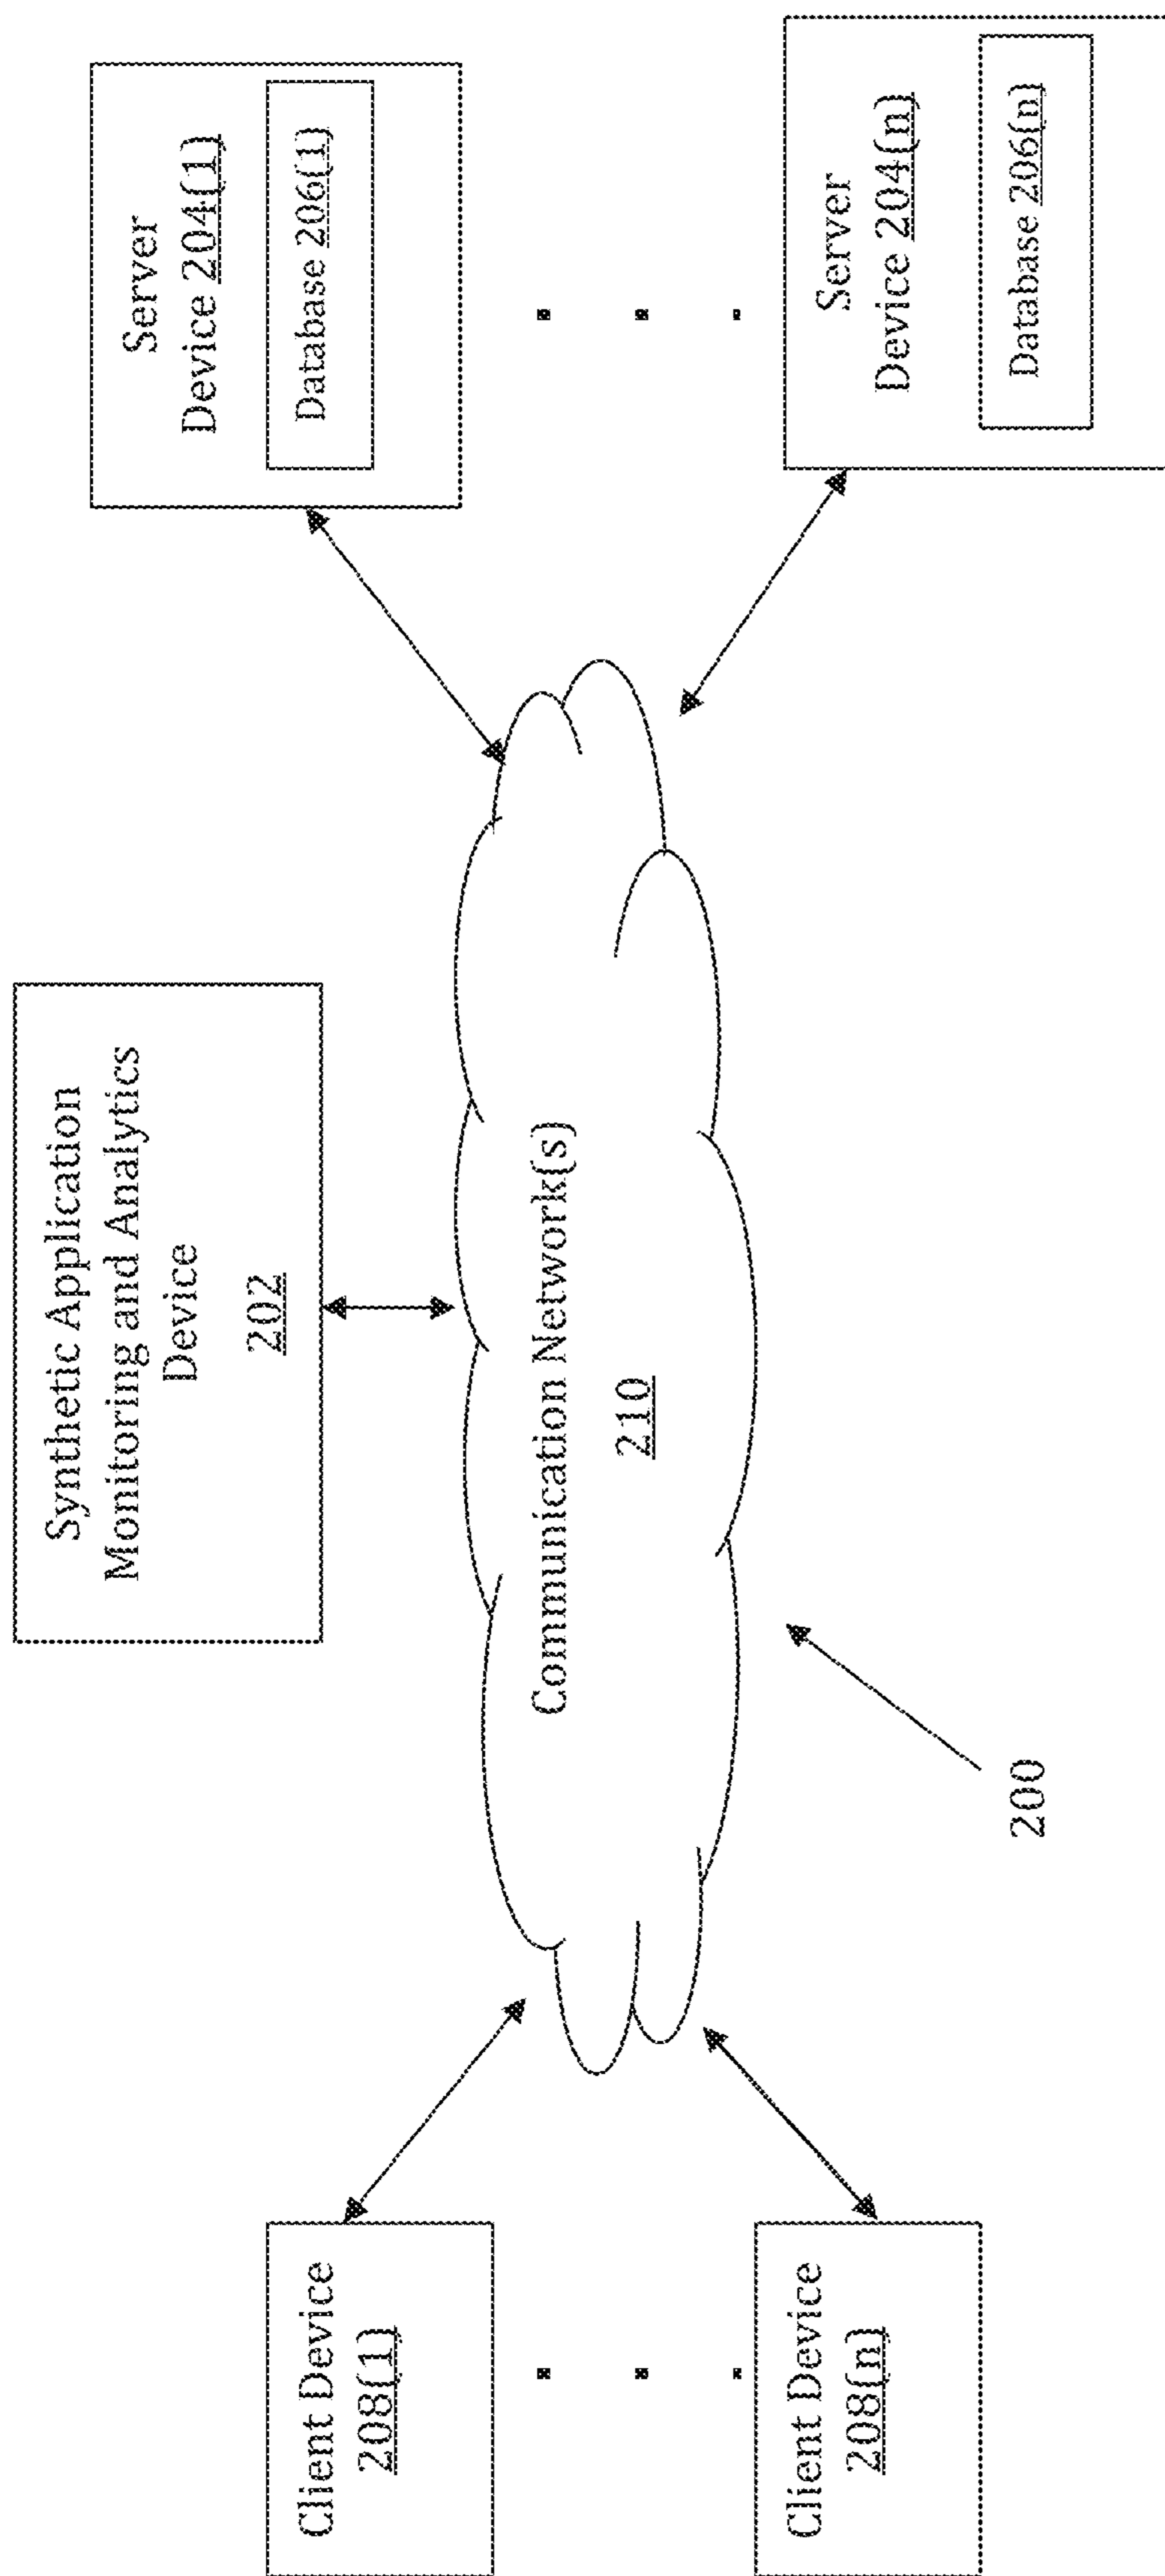 Synthetic Application
Monitoring and Analytics
Device
202
Client Device
208(1)
Client Device
208(n)
Communication Network(s)
210
200
Server
Device 204(1)
Database 206(1)
Server
Device 204(n)
Database 206(n)